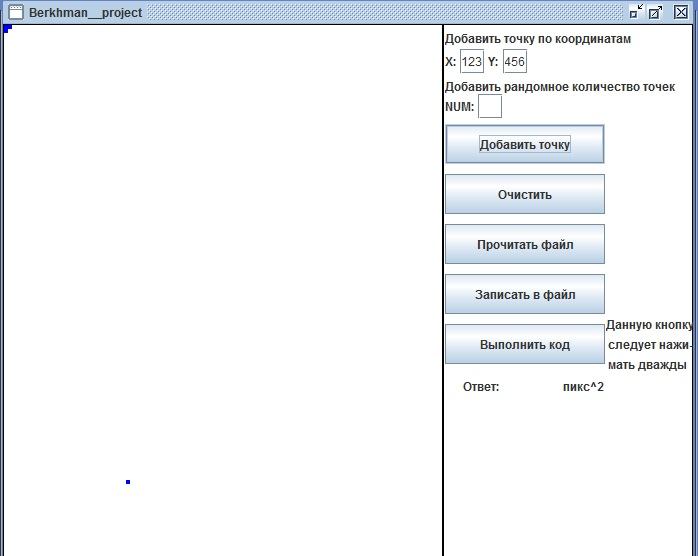 Berkhman__project
Добавить точку по координатам
X: 123 Y: 456
Добавить рандомное количество точек
NUM:
Добавить точку
Очистить
Прочитать файл
Записать в файл
Выполнить код
Данную кнопку
следует нажи-
мать дважды
Ответ: пикс^2